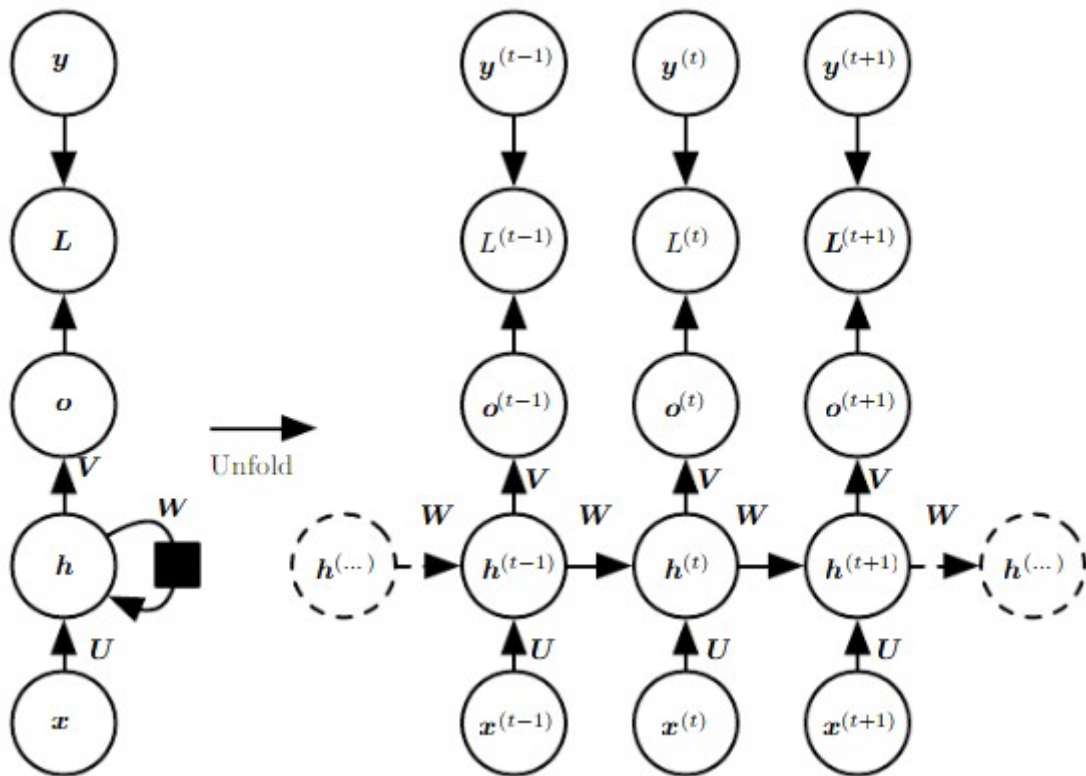 y y^(t−1) y^(t) y^(t+1)
L L^(t−1) L^(t) L^(t+1)
o o^(t−1) o^(t) o^(t+1)
Unfold
V V V V
W W W W W
h h^(...) h^(t−1) h^(t) h^(t+1) h^(...)
U U U U
x x^(t−1) x^(t) x^(t+1)